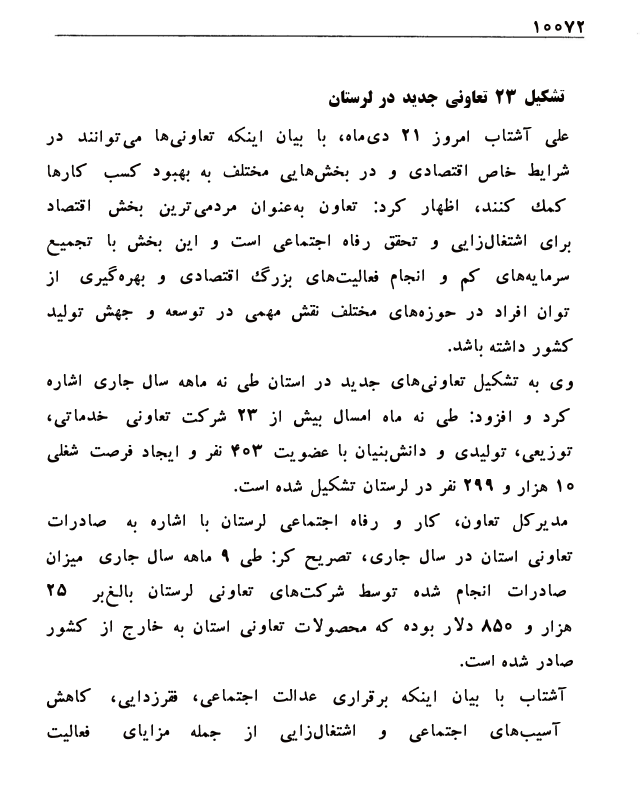 ۱۰۰۷۲
تشکیل ۲۳ تعاونی جدید در لرستان
علی آشتاب امروز ۲۱ دی‌ماه، با بیان اینکه تعاونی‌ها می‌توانند در
شرایط خاص اقتصادی و در بخش‌هایی مختلف به بهبود کسب کارها
کمك کنند، اظهار کرد: تعاون به‌عنوان مردمی‌ترین بخش اقتصاد
برای اشتغال‌زایی و تحقق رفاه اجتماعی است و این بخش با تجمیع
سرمایه‌های کم و انجام فعالیت‌های بزرگ اقتصادی و بهره‌گیری از
توان افراد در حوزه‌های مختلف نقش مهمی در توسعه و جهش تولید
کشور داشته باشد.
وی به تشکیل تعاونی‌های جدید در استان طی نه ماهه سال جاری اشاره
کرد و افزود: طی نه ماه امسال بیش از ۲۳ شرکت تعاونی خدماتی،
توزیعی، تولیدی و دانش‌بنیان با عضویت ۴۰۳ نفر و ایجاد فرصت شغلی
۱۰ هزار و ۲۹۹ نفر در لرستان تشکیل شده است.
مدیرکل تعاون، کار و رفاه اجتماعی لرستان با اشاره به صادرات
تعاونی استان در سال جاری، تصریح کر: طی ۹ ماهه سال جاری میزان
صادرات انجام شده توسط شرکت‌های تعاونی لرستان بالغ‌بر ۲۵
هزار و ۸۵۰ دلار بوده که محصولات تعاونی استان به خارج از کشور
صادر شده است.
آشتاب با بیان اینکه برقراری عدالت اجتماعی، فقرزدایی، کاهش
آسیب‌های اجتماعی و اشتغال‌زایی از جمله مزایای فعالیت